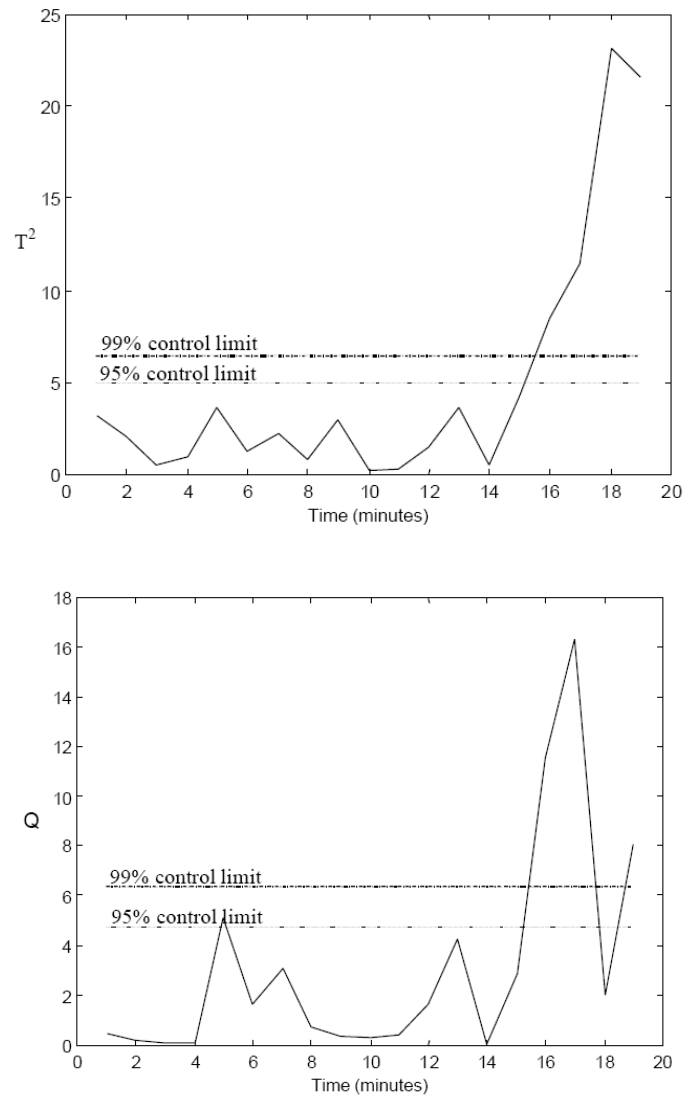 25
20
15
T²
10
99% control limit
95% control limit
5
0
0 2 4 6 8 10 12 14 16 18 20
Time (minutes)
18
16
14
12
10
Q
8
99% control limit
6
95% control limit
4
2
0
0 2 4 6 8 10 12 14 16 18 20
Time (minutes)